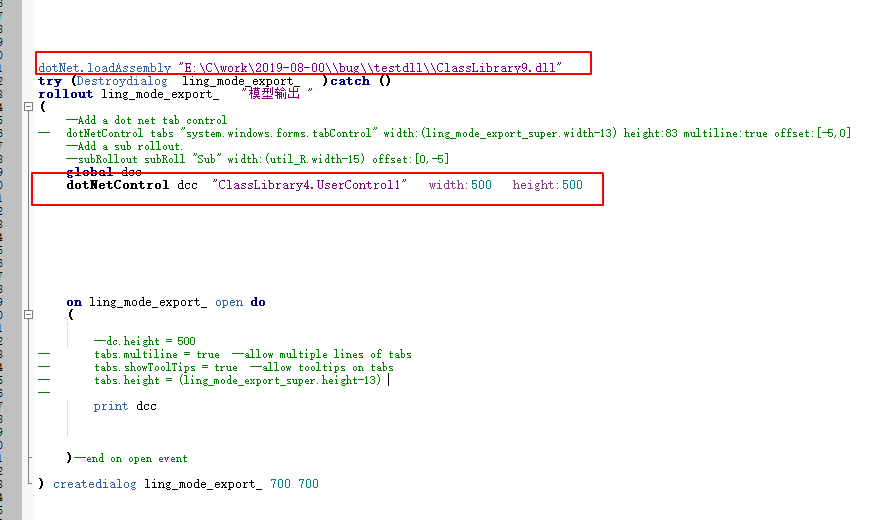 dotNet.loadAssembly "E:\C\work\2019-08-00\\bug\\testdll\\ClassLibrary9.dll"
try (Destroydialog ling_mode_export_ )catch ()
rollout ling_mode_export_ "模型输出 "
(
--Add a dot net tab control
-- dotNetControl tabs "system.windows.forms.tabControl" width:(ling_mode_export_super.width-13) height:83 multiline:true offset:[-5,0]
--Add a sub rollout.
--subRollout subRoll "Sub" width:(util_R.width-15) offset:[0,-5]
global dcc
dotNetControl dcc "ClassLibrary4.UserControl1" width:500 height:500
on ling_mode_export_ open do
(
--dc.height = 500
-- tabs.multiline = true --allow multiple lines of tabs
-- tabs.showToolTips = true --allow tooltips on tabs
-- tabs.height = (ling_mode_export_super.height-13)
--
print dcc
)--end on open event
) createdialog ling_mode_export_ 700 700